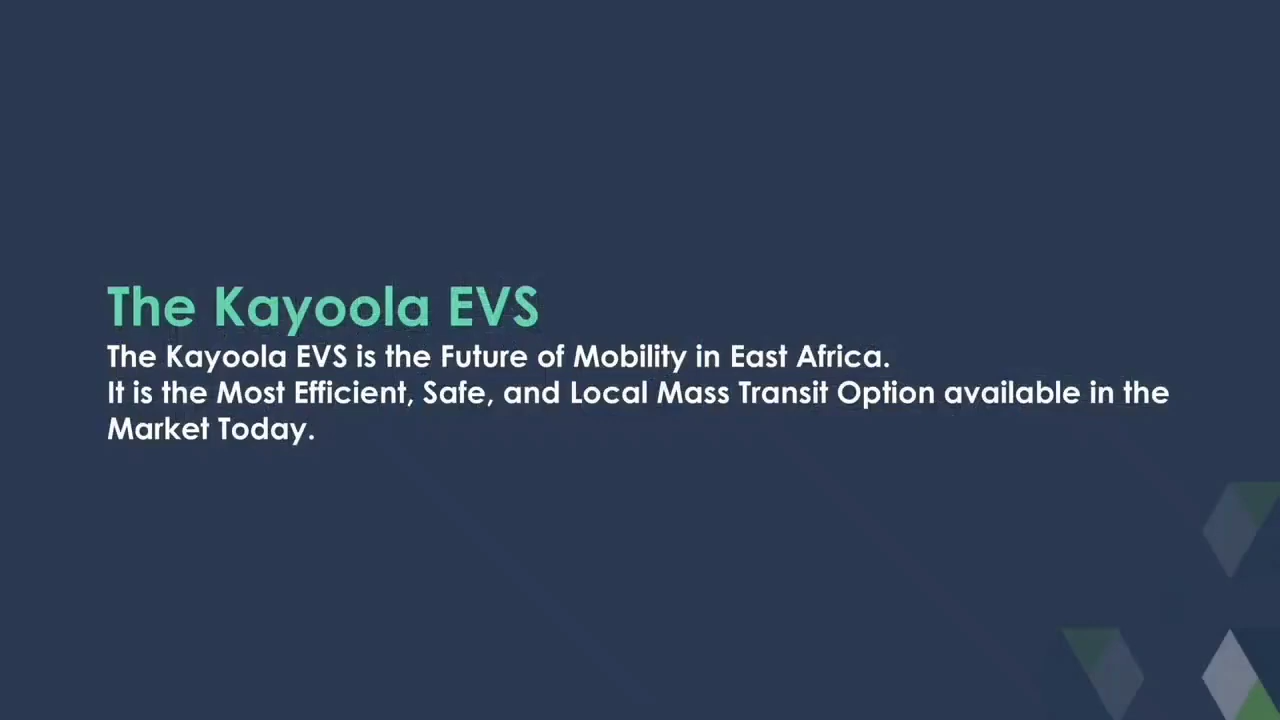 The Kayoola EVS
The Kayoola EVS is the Future of Mobility in East Africa.
It is the Most Efficient, Safe, and Local Mass Transit Option available in the
Market Today.